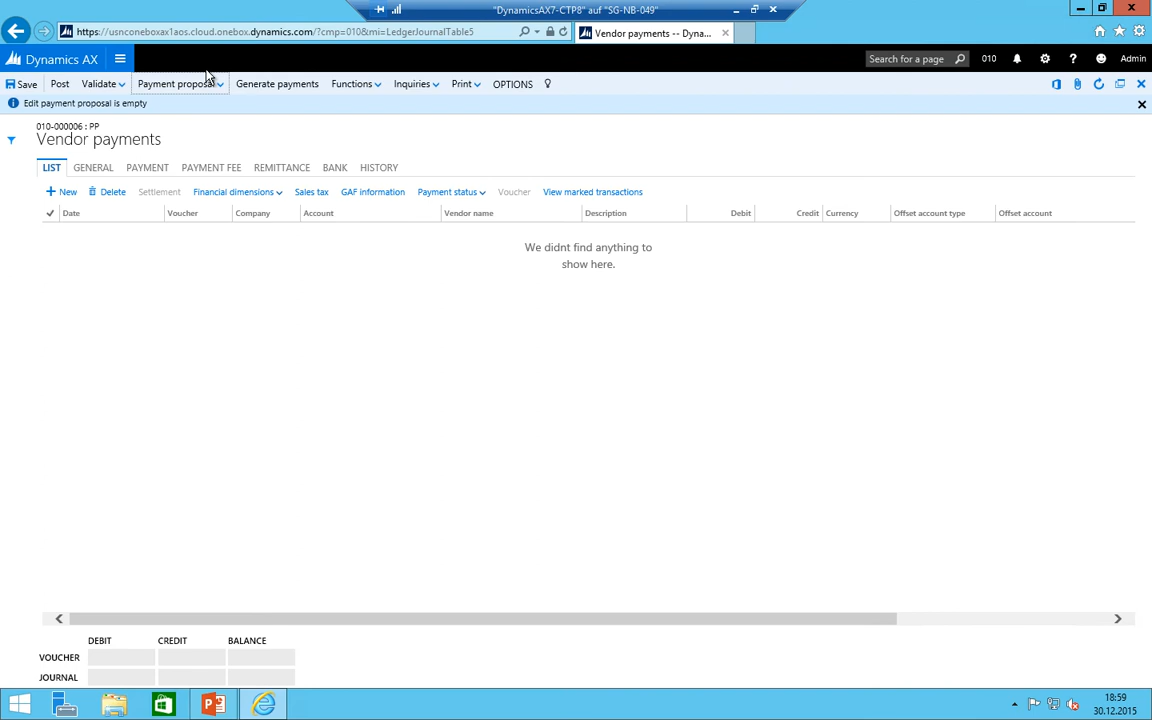 "DynamicsAX7-CTP8" auf "SG-NB-049"
https://usnconeboxax1aos.cloud.onebox.dynamics.com/?cmp=010&mi=LedgerJournalTable5
Vendor payments -- Dyna...
Dynamics AX
Search for a page
010
Admin
Save
Post
Validate
Payment proposal
Generate payments
Functions
Inquiries
Print
OPTIONS
Edit payment proposal is empty
010-000006 : PP
Vendor payments
LIST GENERAL PAYMENT PAYMENT FEE REMITTANCE BANK HISTORY
New Delete Settlement Financial dimensions Sales tax GAF information Payment status Voucher View marked transactions
Date Voucher Company Account Vendor name Description Debit Credit Currency Offset account type Offset account
We didnt find anything to
show here.
DEBIT CREDIT BALANCE
VOUCHER
JOURNAL
18:59
30.12.2015